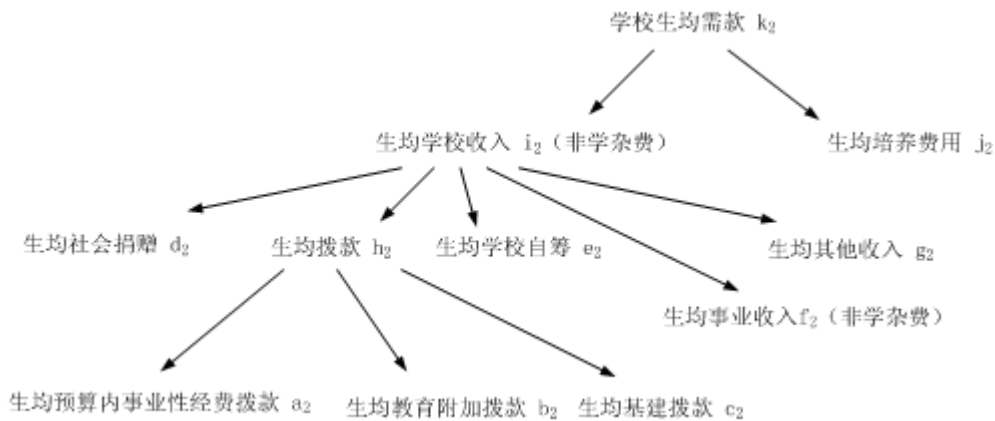 学校生均需款 k₂
生均学校收入 i₂（非学杂费）
生均培养费用 j₂
生均社会捐赠 d₂
生均拨款 h₂
生均学校自筹 e₂
生均其他收入 g₂
生均事业收入f₂（非学杂费）
生均预算内事业性经费拨款 a₂
生均教育附加拨款 b₂
生均基建拨款 c₂